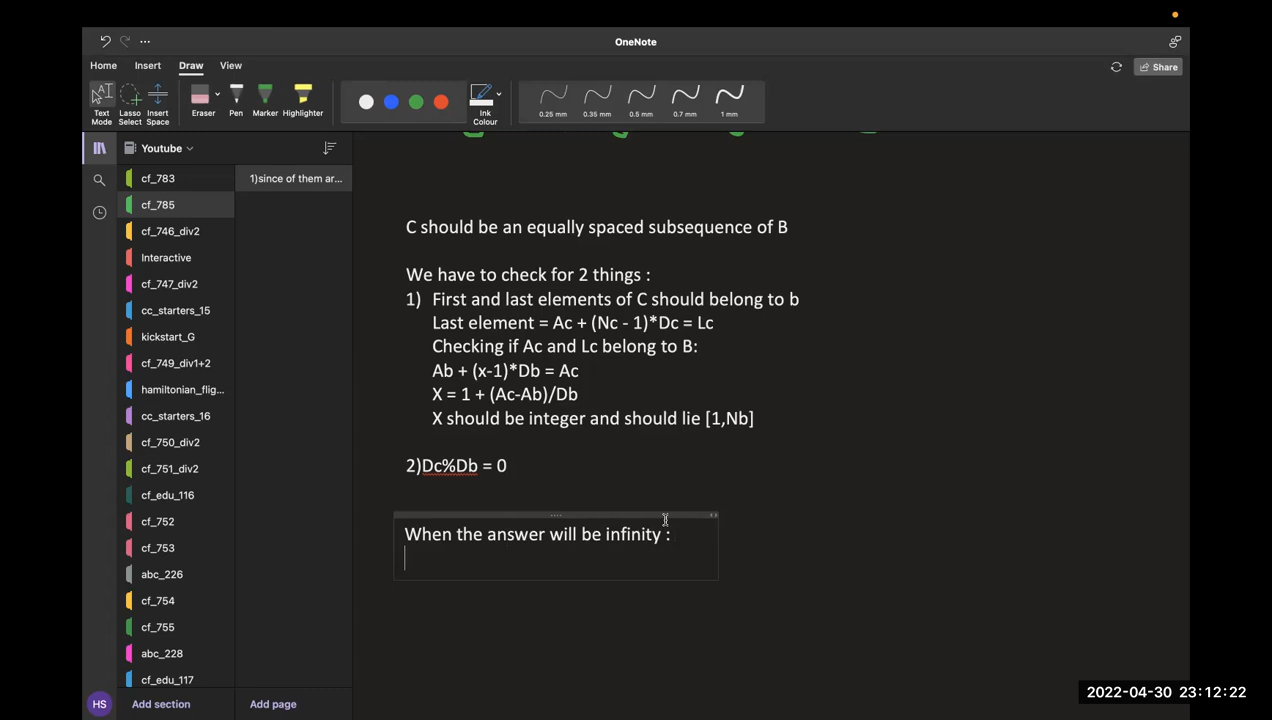 OneNote
Home Insert Draw View
Share
Text Mode
Lasso Select
Insert Space
Eraser
Pen
Marker
Highlighter
Ink Colour
0.25 mm
0.35 mm
0.5 mm
0.7 mm
1 mm
Youtube
cf_783
cf_785
cf_746_div2
Interactive
cf_747_div2
cc_starters_15
kickstart_G
cf_749_div1+2
hamiltonian_flig...
cc_starters_16
cf_750_div2
cf_751_div2
cf_edu_116
cf_752
cf_753
abc_226
cf_754
cf_755
abc_228
cf_edu_117
HS
Add section
1)since of them ar...
Add page
C should be an equally spaced subsequence of B
We have to check for 2 things :
1) First and last elements of C should belong to b
Last element = Ac + (Nc - 1)*Dc = Lc
Checking if Ac and Lc belong to B:
Ab + (x-1)*Db = Ac
X = 1 + (Ac-Ab)/Db
X should be integer and should lie [1,Nb]
2)Dc%Db = 0
When the answer will be infinity :
2022-04-30 23:12:22